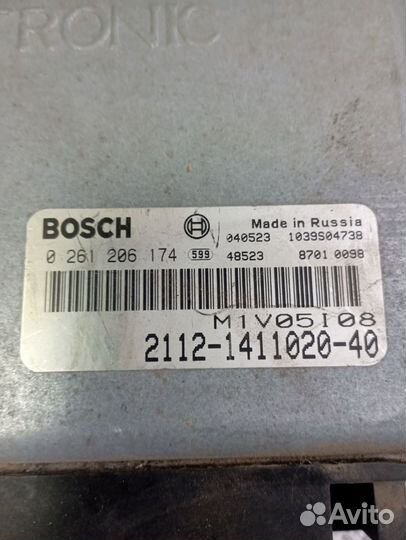 TRONIC
BOSCH
Made in Russia
040523 1039S04738
0 261 206 174 599 48523 8701 0098
M1V05I08
2112-1411020-40
Avito